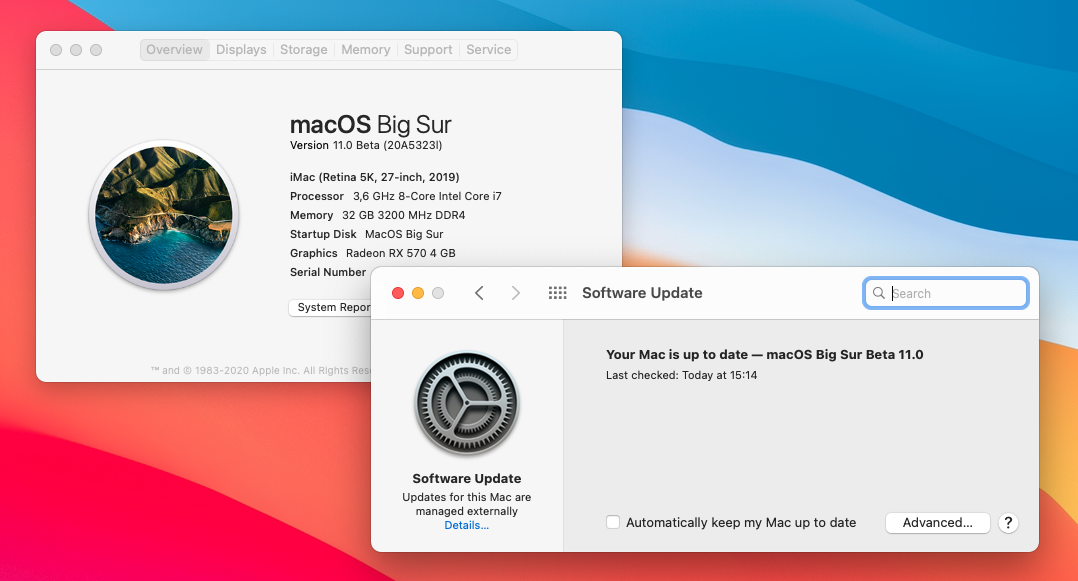 Overview Displays Storage Memory Support Service
macOS Big Sur
Version 11.0 Beta (20A5323l)
iMac (Retina 5K, 27-inch, 2019)
Processor 3,6 GHz 8-Core Intel Core i7
Memory 32 GB 3200 MHz DDR4
Startup Disk MacOS Big Sur
Graphics Radeon RX 570 4 GB
Serial Number
System Repor
™ and © 1983-2020 Apple Inc. All Rights Res
Software Update
Search
Your Mac is up to date — macOS Big Sur Beta 11.0
Last checked: Today at 15:14
Software Update
Updates for this Mac are
managed externally
Details...
Automatically keep my Mac up to date
Advanced...
?